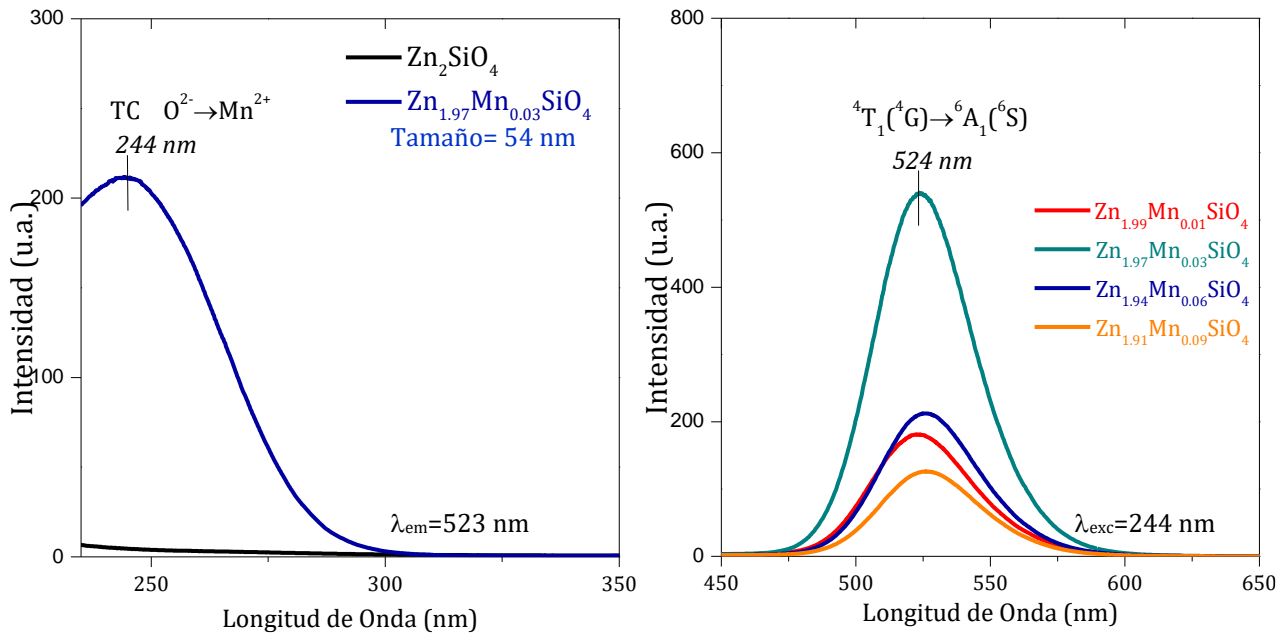 300
200
100
0
250
300
350
Intensidad (u.a.)
Longitud de Onda (nm)
Zn₂SiO₄
Zn₁.₉₇Mn₀.₀₃SiO₄
Tamaño= 54 nm
TC O²⁻→Mn²⁺
244 nm
λem=523 nm
800
600
400
200
0
450
500
550
600
650
Intensidad (u.a.)
Longitud de Onda (nm)
⁴T₁(⁴G)→⁶A₁(⁶S)
524 nm
Zn₁.₉₉Mn₀.₀₁SiO₄
Zn₁.₉₇Mn₀.₀₃SiO₄
Zn₁.₉₄Mn₀.₀₆SiO₄
Zn₁.₉₁Mn₀.₀₉SiO₄
λexc=244 nm